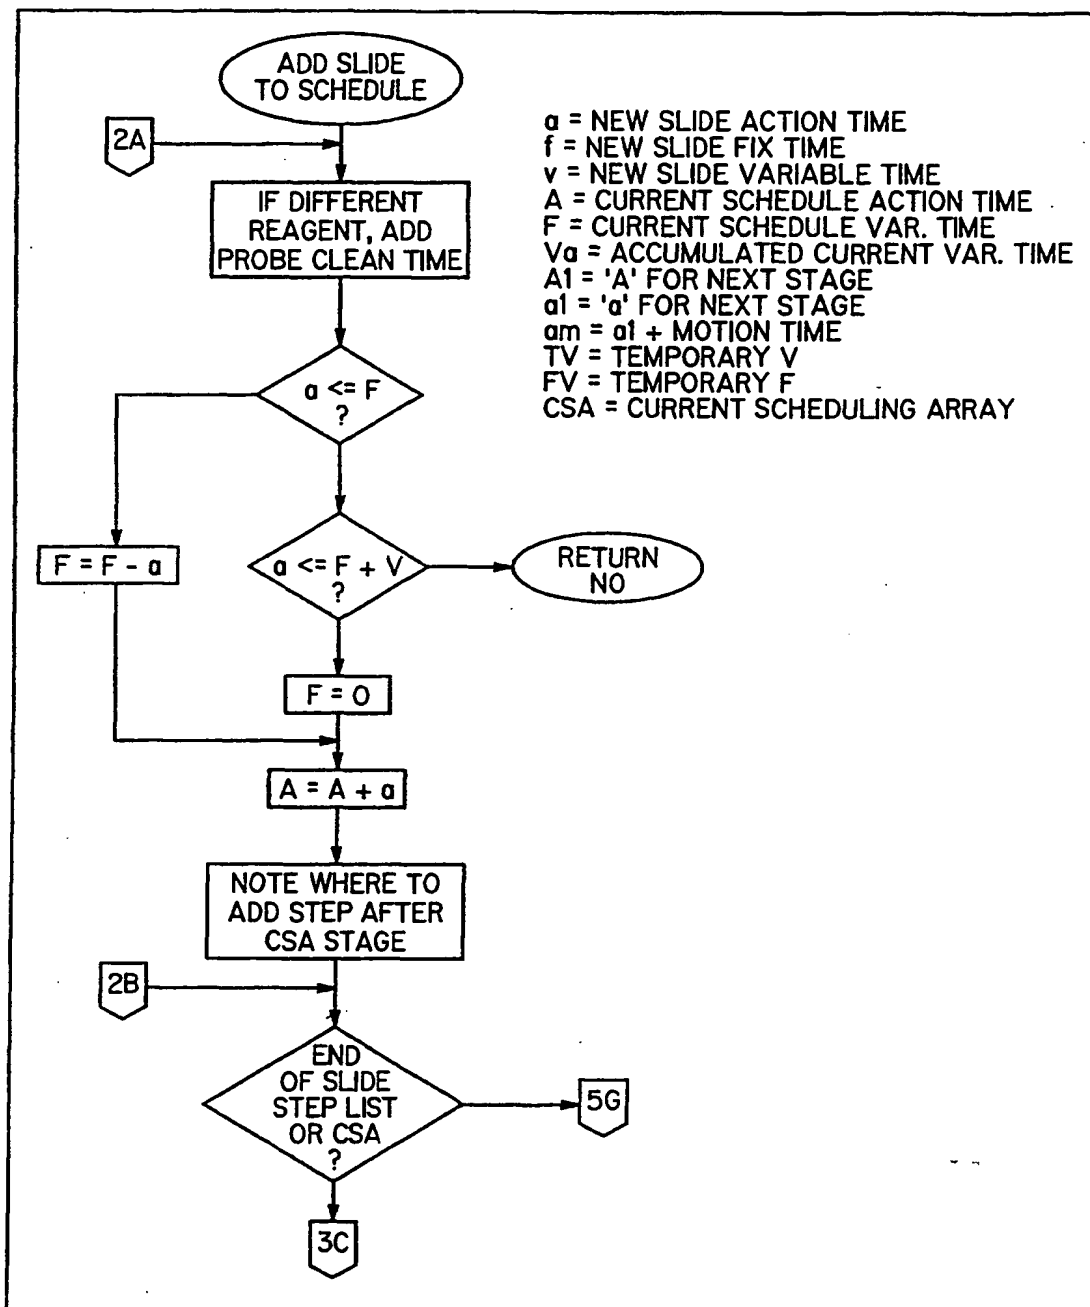 ADD SLIDE
TO SCHEDULE
2A
a = NEW SLIDE ACTION TIME
f = NEW SLIDE FIX TIME
v = NEW SLIDE VARIABLE TIME
A = CURRENT SCHEDULE ACTION TIME
F = CURRENT SCHEDULE VAR. TIME
Va = ACCUMULATED CURRENT VAR. TIME
A1 = 'A' FOR NEXT STAGE
a1 = 'a' FOR NEXT STAGE
am = a1 + MOTION TIME
TV = TEMPORARY V
FV = TEMPORARY F
CSA = CURRENT SCHEDULING ARRAY
IF DIFFERENT
REAGENT, ADD
PROBE CLEAN TIME
a <= F
?
F = F - a
a <= F + V
?
RETURN
NO
F = 0
A = A + a
NOTE WHERE TO
ADD STEP AFTER
CSA STAGE
2B
END
OF SLIDE
STEP LIST
OR CSA
?
5G
3C